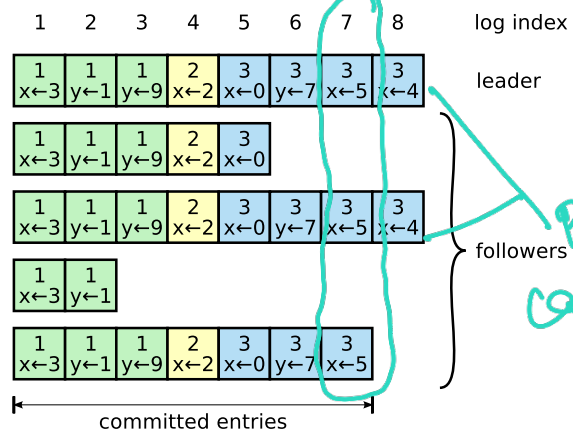 1 2 3 4 5 6 7 8 log index
1 1 1 2 3 3 3 3
x←3 y←1 y←9 x←2 x←0 y←7 x←5 x←4
leader
1 1 1 2 3
x←3 y←1 y←9 x←2 x←0
1 1 1 2 3 3 3 3
x←3 y←1 y←9 x←2 x←0 y←7 x←5 x←4
followers
1 1
x←3 y←1
1 1 1 2 3 3 3
x←3 y←1 y←9 x←2 x←0 y←7 x←5
committed entries